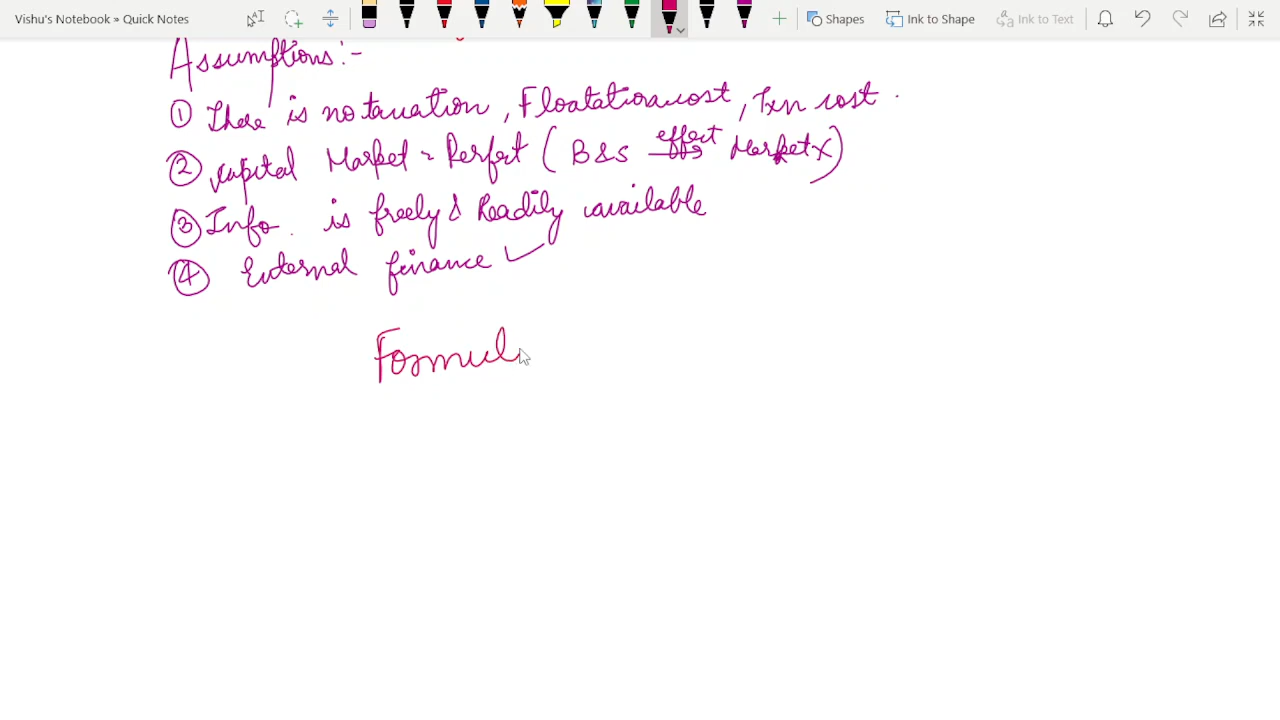 Vishu's Notebook » Quick Notes
Shapes
Ink to Shape
Ink to Text
Assumptions :-
① There is no taxation, Floatation cost, Txn cost.
② Capital Market = Perfect ( B&S effect Market X )
③ Info. is freely & Readily available
④ External finance ✓
Formul